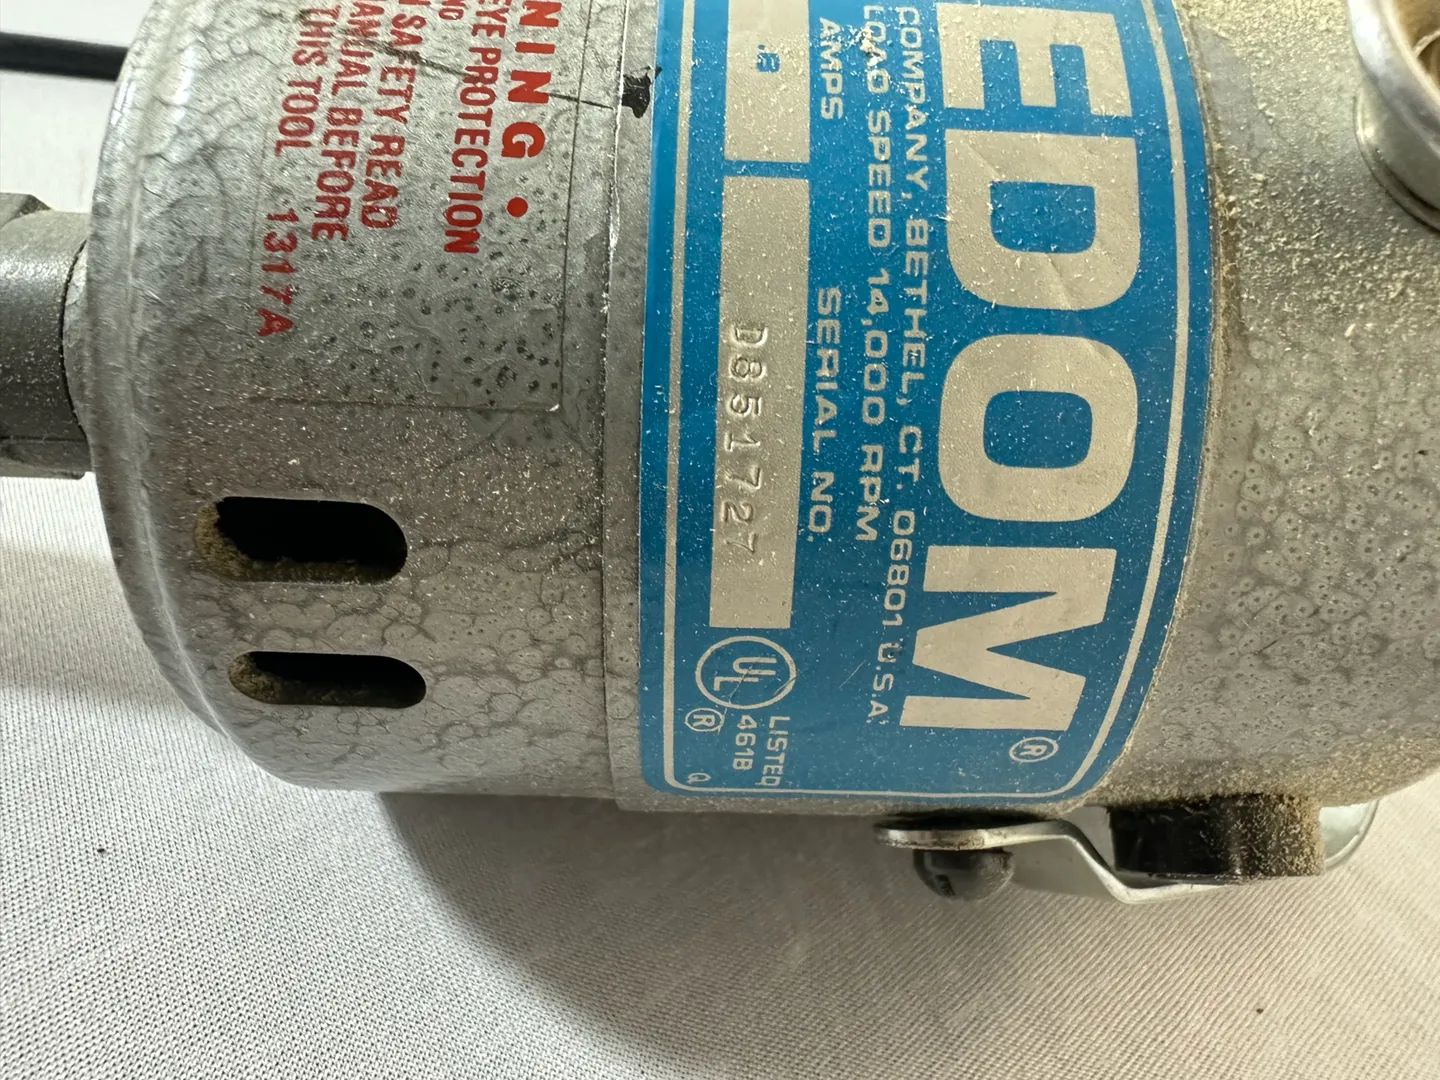 EDOM®
COMPANY, BETHEL, CT. 06801 U.S.A.
LOAD SPEED 14,000 RPM
AMPS SERIAL NO.
.8
D851727
UL®
LISTED
461B
Q
NING.
EYE PROTECTION
SAFETY READ
ANUAL BEFORE
THIS TOOL 1317A